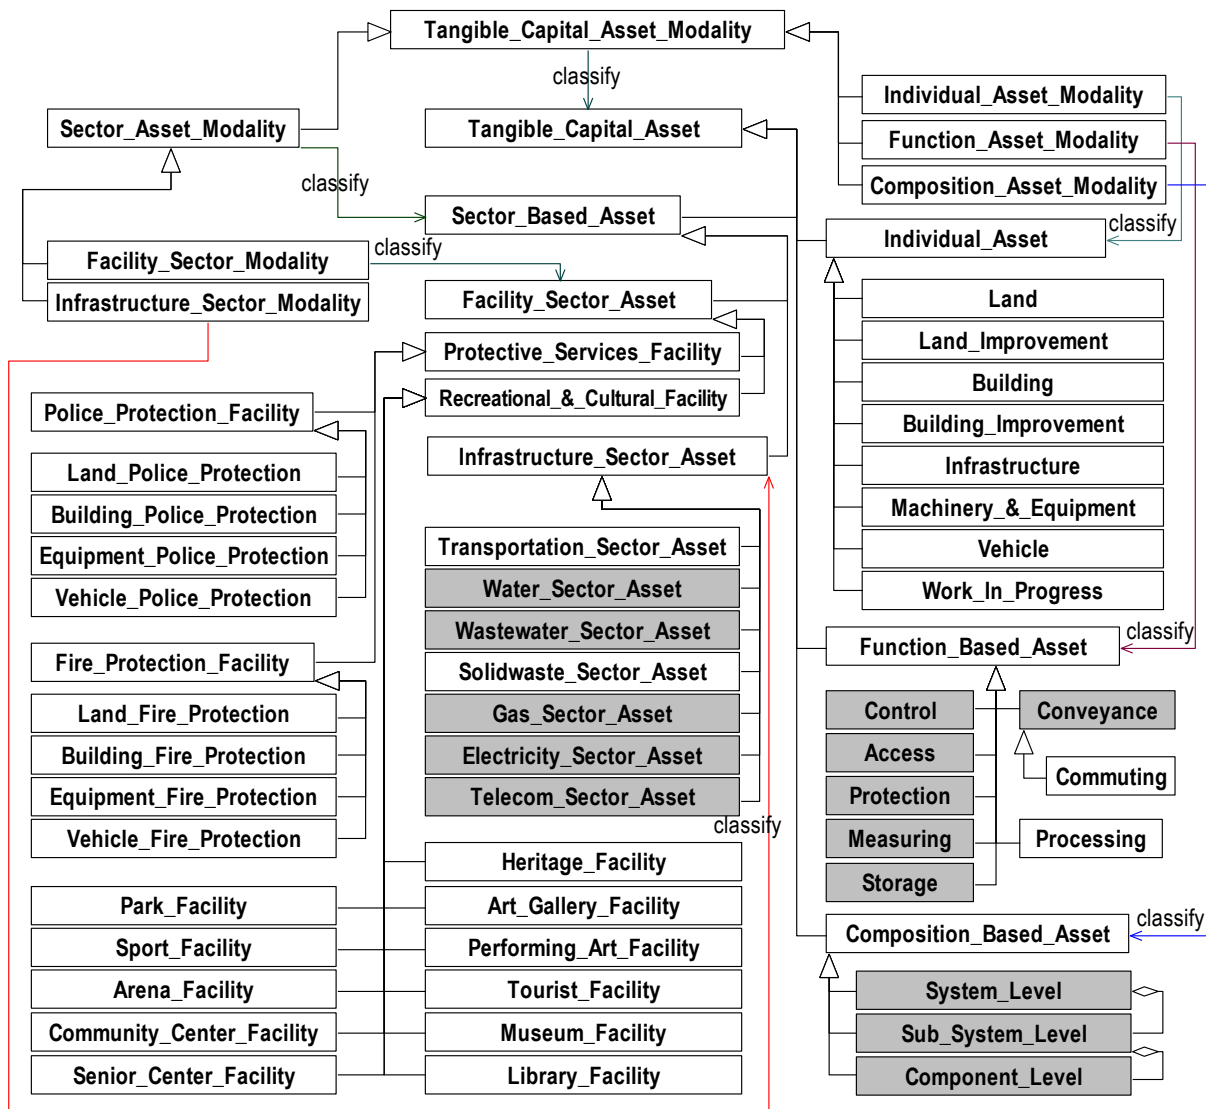 Tangible_Capital_Asset_Modality
classify
Sector_Asset_Modality
Tangible_Capital_Asset
Individual_Asset_Modality
Function_Asset_Modality
Composition_Asset_Modality
classify
Sector_Based_Asset
classify
Individual_Asset
Facility_Sector_Modality
classify
Infrastructure_Sector_Modality
Facility_Sector_Asset
Protective_Services_Facility
Recreational_&_Cultural_Facility
Infrastructure_Sector_Asset
Land
Land_Improvement
Building
Building_Improvement
Infrastructure
Machinery_&_Equipment
Vehicle
Work_In_Progress
Police_Protection_Facility
Land_Police_Protection
Building_Police_Protection
Equipment_Police_Protection
Vehicle_Police_Protection
Fire_Protection_Facility
Land_Fire_Protection
Building_Fire_Protection
Equipment_Fire_Protection
Vehicle_Fire_Protection
Transportation_Sector_Asset
Water_Sector_Asset
Wastewater_Sector_Asset
Solidwaste_Sector_Asset
Gas_Sector_Asset
Electricity_Sector_Asset
Telecom_Sector_Asset
classify
Function_Based_Asset
classify
Control
Conveyance
Access
Commuting
Protection
Measuring
Processing
Storage
Heritage_Facility
Park_Facility
Art_Gallery_Facility
Sport_Facility
Performing_Art_Facility
Arena_Facility
Tourist_Facility
Community_Center_Facility
Museum_Facility
Senior_Center_Facility
Library_Facility
Composition_Based_Asset
classify
System_Level
Sub_System_Level
Component_Level